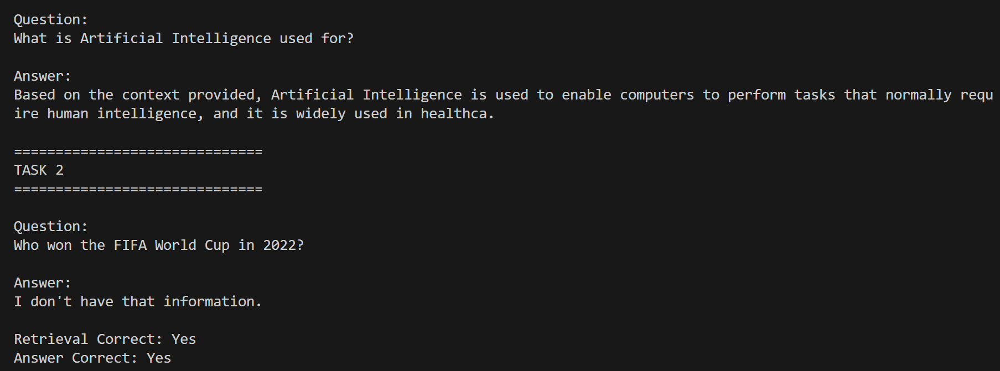 Question:
What is Artificial Intelligence used for?
Answer:
Based on the context provided, Artificial Intelligence is used to enable computers to perform tasks that normally requ
ire human intelligence, and it is widely used in healthca.
==============================
TASK 2
==============================
Question:
Who won the FIFA World Cup in 2022?
Answer:
I don't have that information.
Retrieval Correct: Yes
Answer Correct: Yes